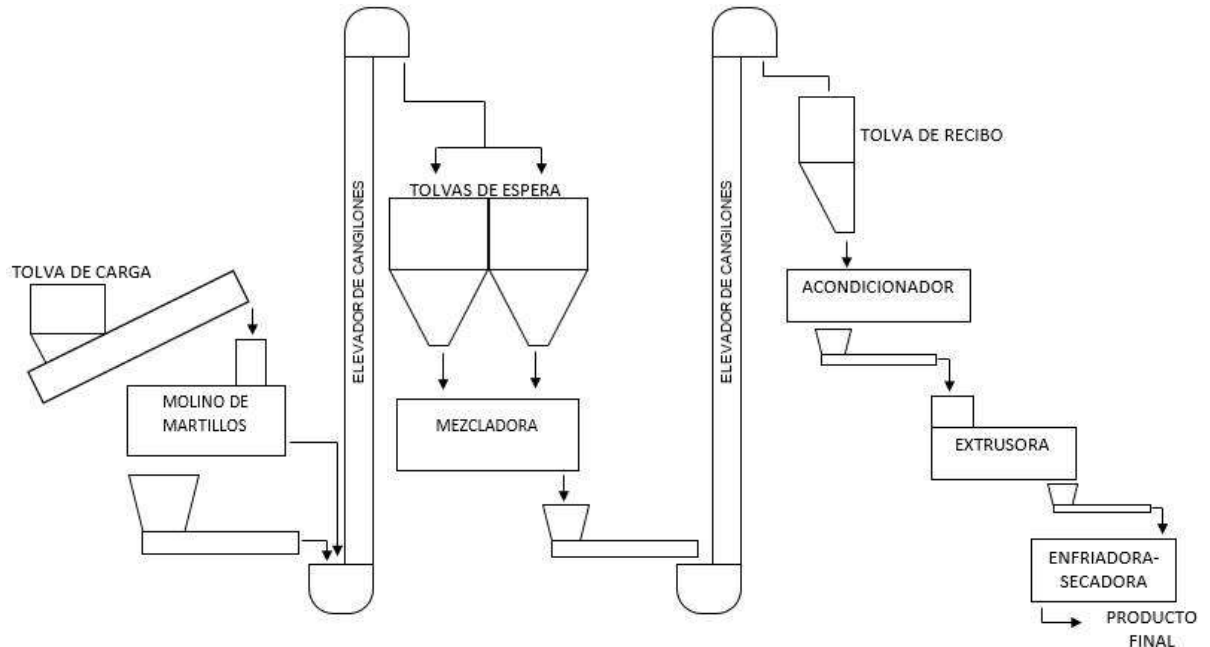 TOLVA DE CARGA
MOLINO DE
MARTILLOS
ELEVADOR DE CANGILONES
TOLVAS DE ESPERA
MEZCLADORA
ELEVADOR DE CANGILONES
TOLVA DE RECIBO
ACONDICIONADOR
EXTRUSORA
ENFRIADORA-
SECADORA
PRODUCTO
FINAL